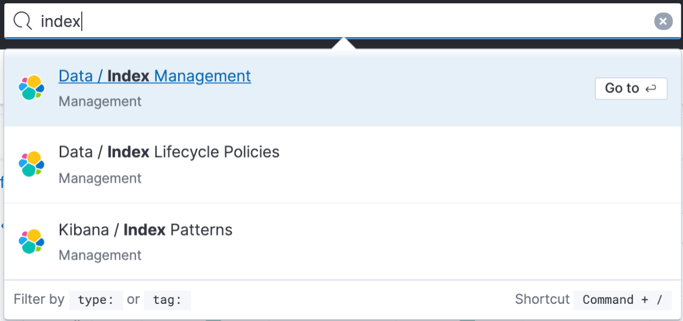 index
Data / Index Management
Management
Go to
Data / Index Lifecycle Policies
Management
Kibana / Index Patterns
Management
Filter by type: or tag: Shortcut Command + /